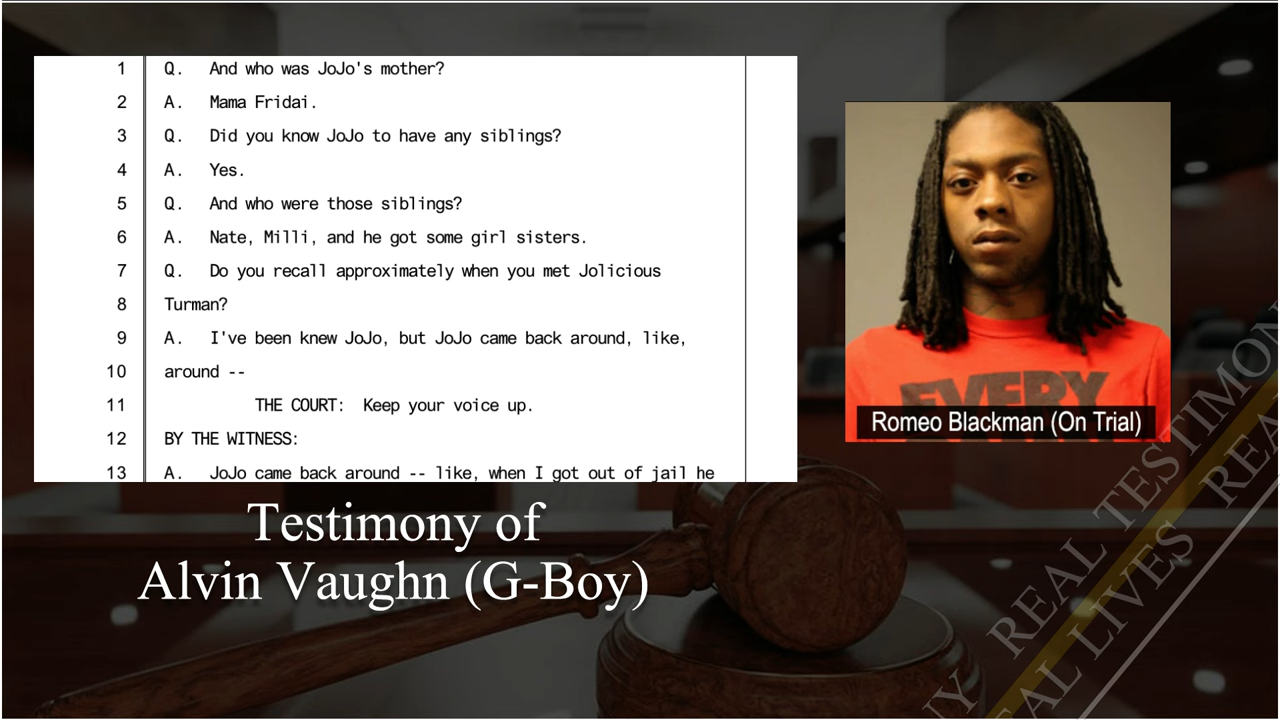 1 Q. And who was JoJo's mother?
2 A. Mama Fridai.
3 Q. Did you know JoJo to have any siblings?
4 A. Yes.
5 Q. And who were those siblings?
6 A. Nate, Milli, and he got some girl sisters.
7 Q. Do you recall approximately when you met Jolicious
8 Turman?
9 A. I've been knew JoJo, but JoJo came back around, like,
10 around --
11 THE COURT: Keep your voice up.
12 BY THE WITNESS:
13 A. JoJo came back around -- like, when I got out of jail he
Testimony of
Alvin Vaughn (G-Boy)
EVERY
Romeo Blackman (On Trial)
REAL TESTIMON
REAL LIVES